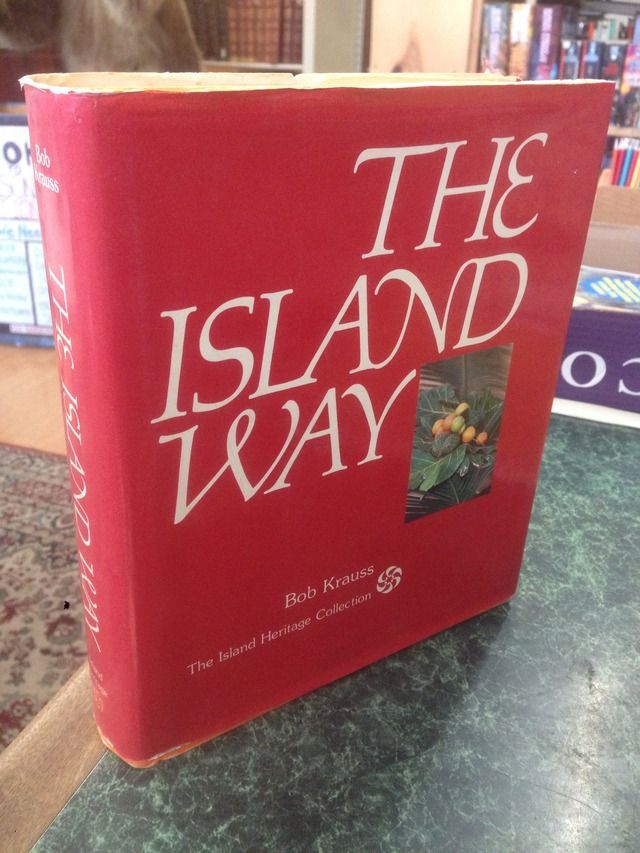 THE
ISLAND
WAY
Bob Krauss
The Island Heritage Collection
Bob
Krauss
THE ISLAND WAY